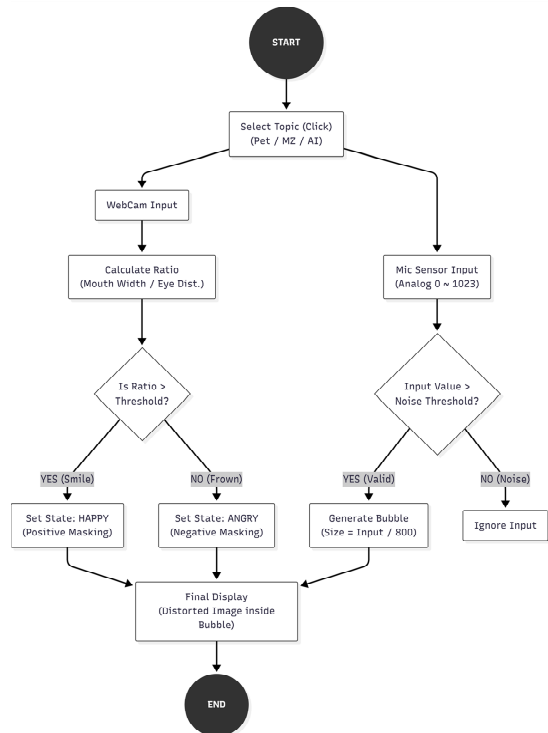 START
Select Topic (Click)
(Pet / MZ / AI)
WebCam Input
Calculate Ratio
(Mouth Width / Eye Dist.)
Mic Sensor Input
(Analog 0 ~ 1023)
Is Ratio >
Threshold?
Input Value >
Noise Threshold?
YES (Smile)
NO (Frown)
YES (Valid)
NO (Noise)
Set State: HAPPY
(Positive Masking)
Set State: ANGRY
(Negative Masking)
Generate Bubble
(Size = Input / 800)
Ignore Input
Final Display
(Distorted Image inside
Bubble)
END